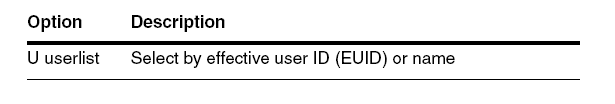 Option Description
U userlist Select by effective user ID (EUID) or name